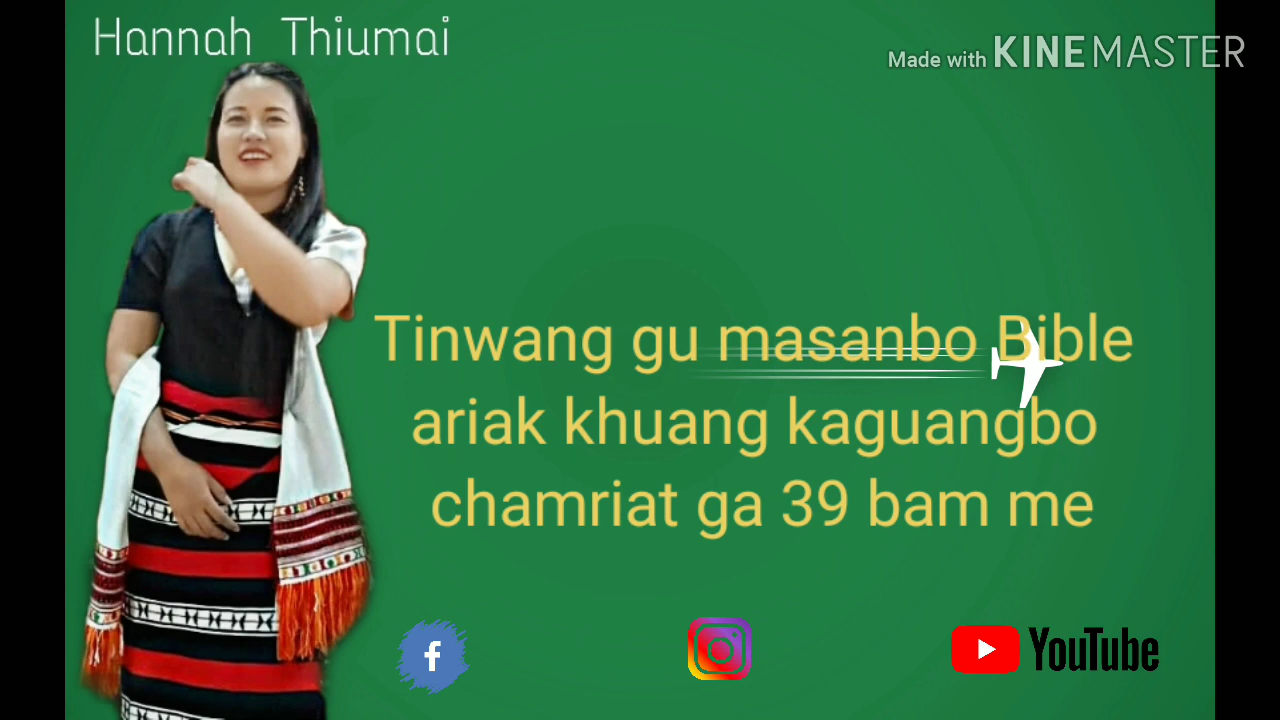 Hannah Thiumai
Made with KINEMASTER
Tinwang gu masanbo Bible
ariak khuang kaguangbo
chamriat ga 39 bam me
f
YouTube